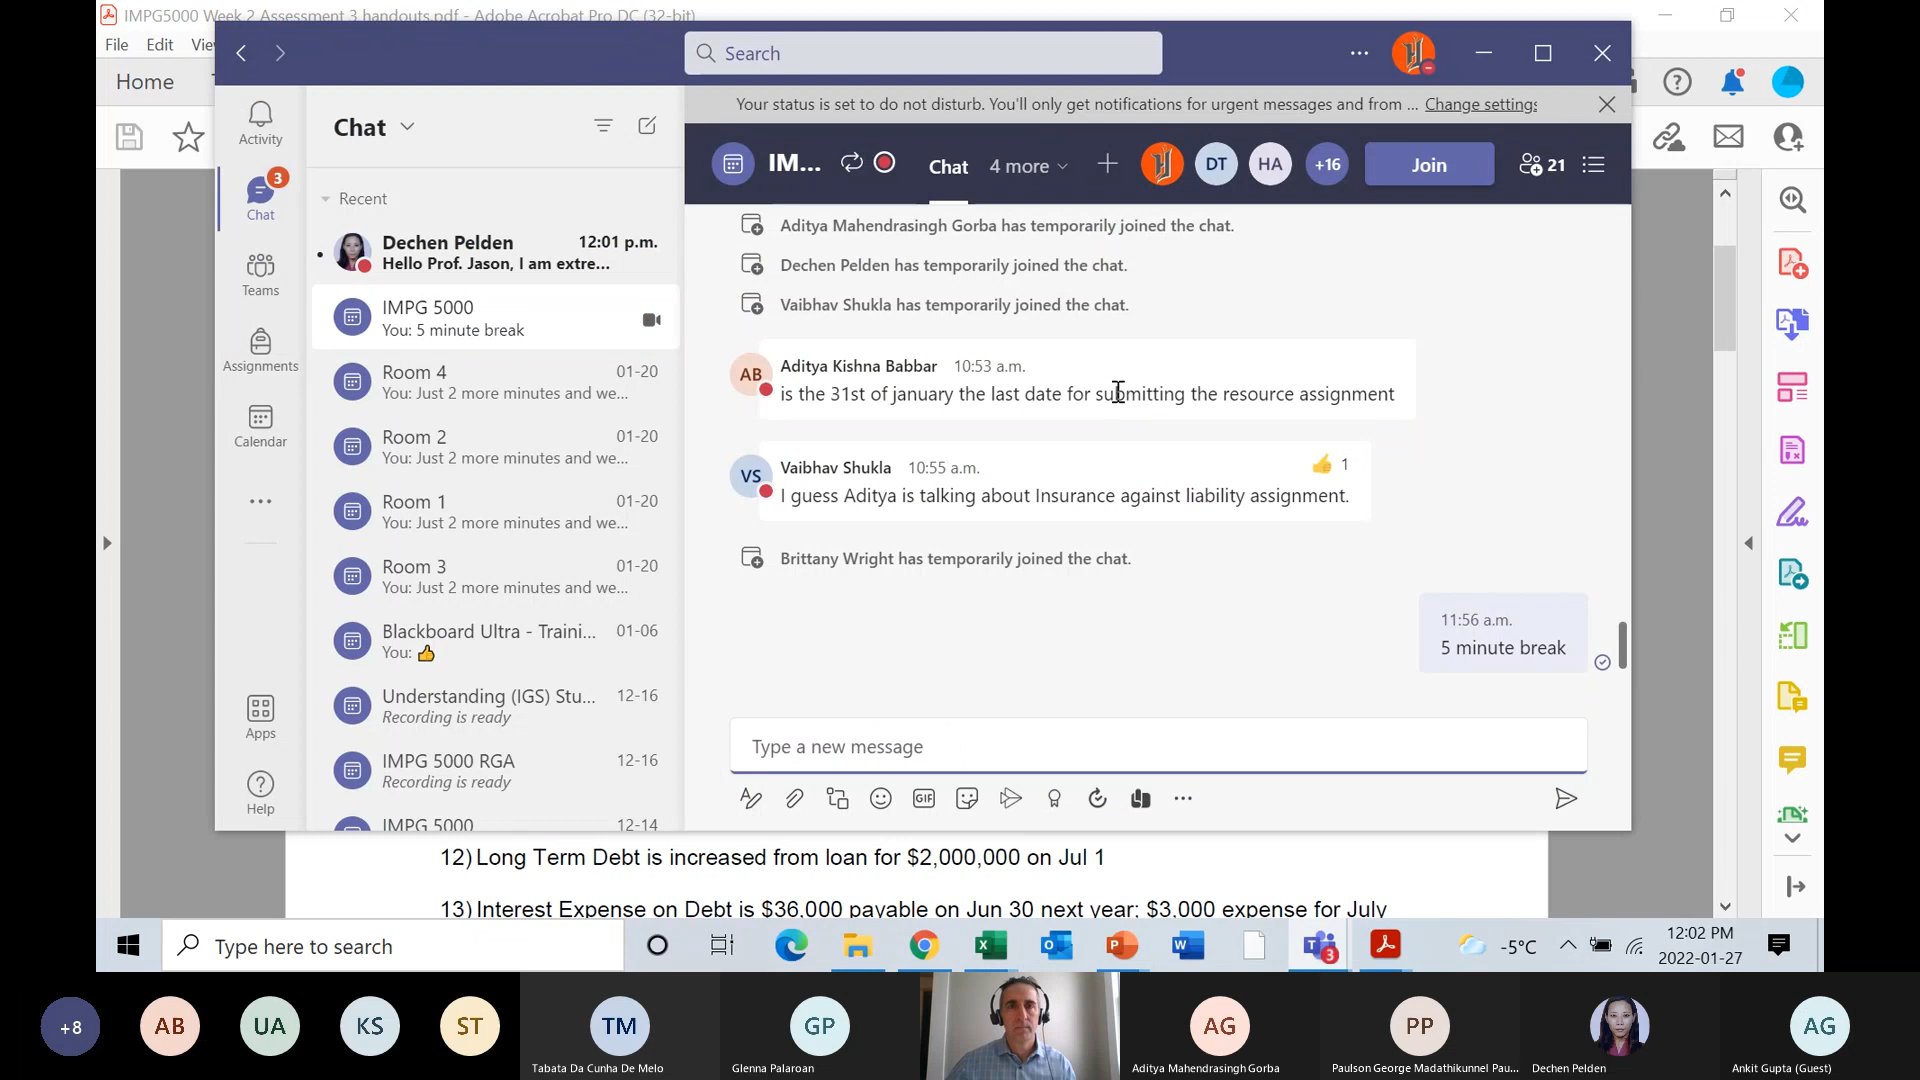 IMPG5000 Week 2 Assessment 3 handouts.pdf - Adobe Acrobat Pro DC (32-bit)
File Edit
Home
Search
Your status is set to do not disturb. You'll only get notifications for urgent messages and from ... Change settings
Activity
Chat
3
Teams
Assignments
Calendar
Apps
Help
Chat
Recent
Dechen Pelden 12:01 p.m.
Hello Prof. Jason, I am extre...
IMPG 5000
You: 5 minute break
Room 4 01-20
You: Just 2 more minutes and we...
Room 2 01-20
You: Just 2 more minutes and we...
Room 1 01-20
You: Just 2 more minutes and we...
Room 3 01-20
You: Just 2 more minutes and we...
Blackboard Ultra - Traini... 01-06
You: 👍
Understanding (IGS) Stu... 12-16
Recording is ready
IMPG 5000 RGA 12-16
Recording is ready
IMPG 5000 12-14
IM... Chat 4 more DT HA +16 Join 21
Aditya Mahendrasingh Gorba has temporarily joined the chat.
Dechen Pelden has temporarily joined the chat.
Vaibhav Shukla has temporarily joined the chat.
AB
Aditya Kishna Babbar 10:53 a.m.
is the 31st of january the last date for submitting the resource assignment
VS
Vaibhav Shukla 10:55 a.m. 👍 1
I guess Aditya is talking about Insurance against liability assignment.
Brittany Wright has temporarily joined the chat.
11:56 a.m.
5 minute break
Type a new message
GIF
12) Long Term Debt is increased from loan for $2,000,000 on Jul 1
13) Interest Expense on Debt is $36,000 payable on Jun 30 next year; $3,000 expense for July
Type here to search
3
-5°C
12:02 PM
2022-01-27
+8 AB UA KS ST TM GP AG PP AG
Tabata Da Cunha De Melo Glenna Palaroan Aditya Mahendrasingh Gorba Paulson George Madathikunnel Pau... Dechen Pelden Ankit Gupta (Guest)